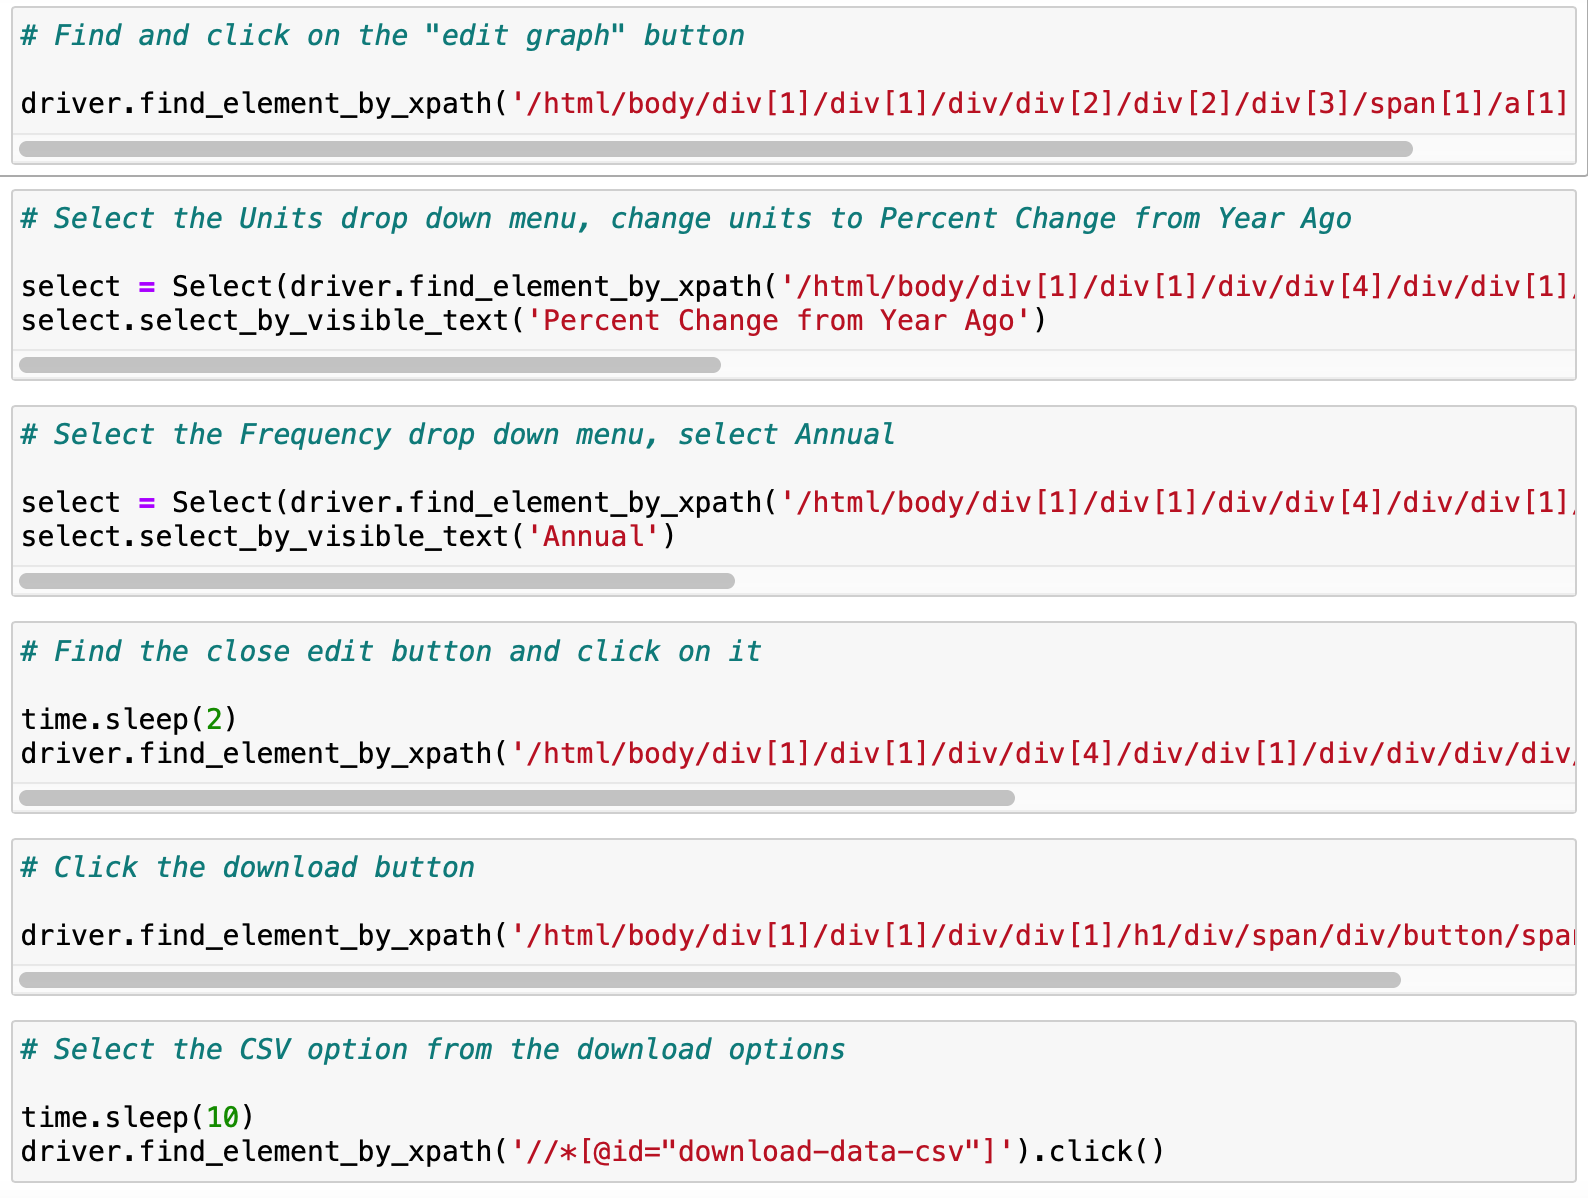 # Find and click on the "edit graph" button
driver.find_element_by_xpath('/html/body/div[1]/div[1]/div/div[2]/div[2]/div[3]/span[1]/a[1]
# Select the Units drop down menu, change units to Percent Change from Year Ago
select = Select(driver.find_element_by_xpath('/html/body/div[1]/div[1]/div/div[4]/div/div[1]/
select.select_by_visible_text('Percent Change from Year Ago')
# Select the Frequency drop down menu, select Annual
select = Select(driver.find_element_by_xpath('/html/body/div[1]/div[1]/div/div[4]/div/div[1]/
select.select_by_visible_text('Annual')
# Find the close edit button and click on it
time.sleep(2)
driver.find_element_by_xpath('/html/body/div[1]/div[1]/div/div[4]/div/div[1]/div/div/div/div/
# Click the download button
driver.find_element_by_xpath('/html/body/div[1]/div[1]/div/div[1]/h1/div/span/div/button/span
# Select the CSV option from the download options
time.sleep(10)
driver.find_element_by_xpath('//*[@id="download-data-csv"]').click()